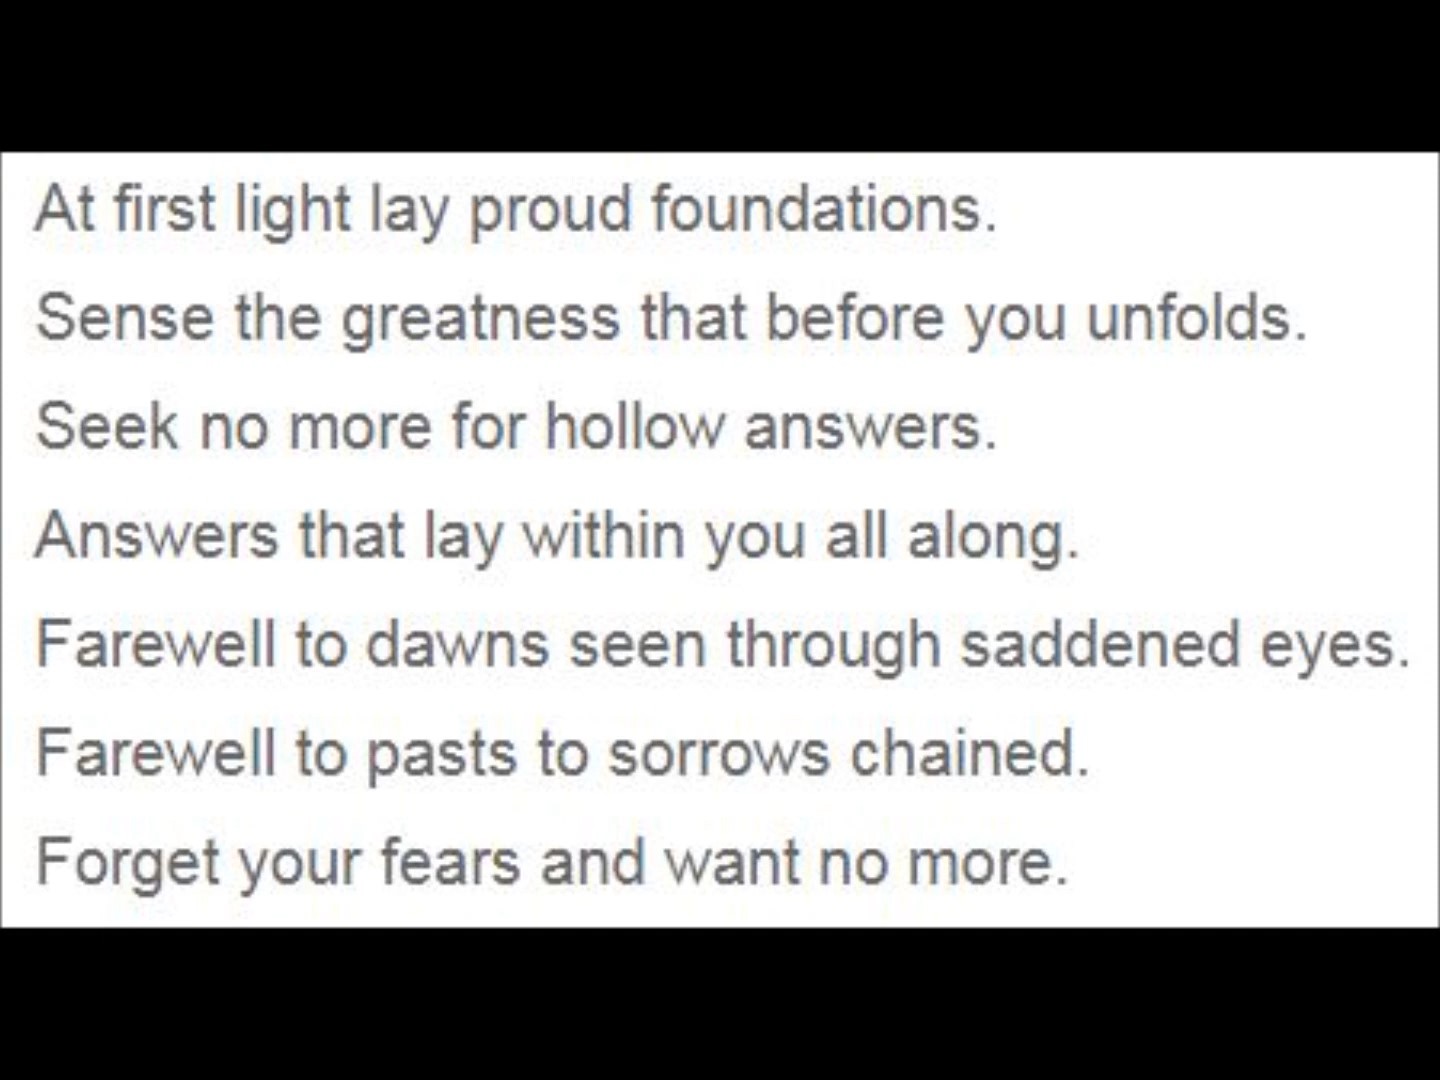 At first light lay proud foundations.
Sense the greatness that before you unfolds.
Seek no more for hollow answers.
Answers that lay within you all along.
Farewell to dawns seen through saddened eyes.
Farewell to pasts to sorrows chained.
Forget your fears and want no more.